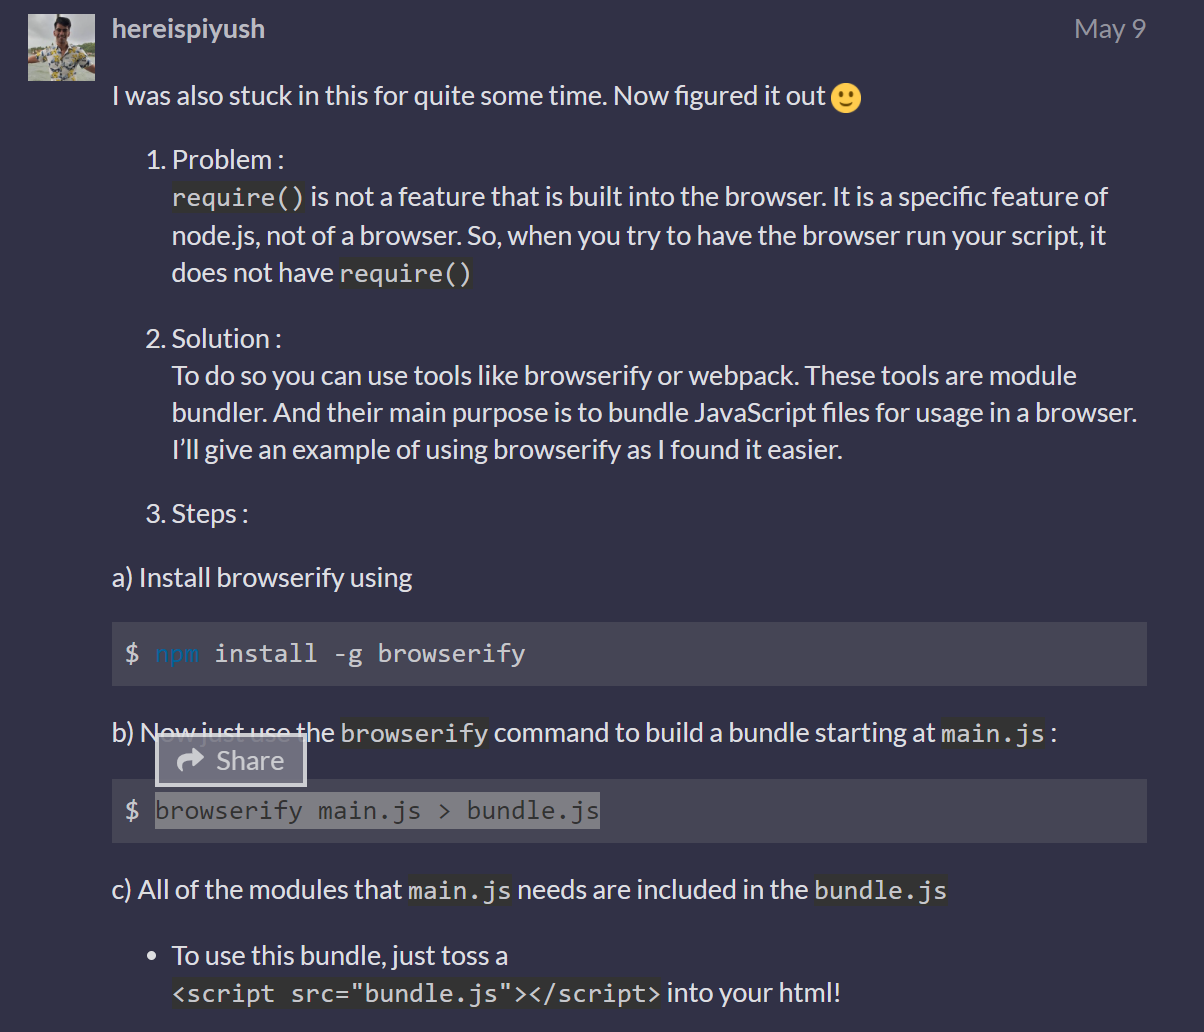 hereispiyush May 9
I was also stuck in this for quite some time. Now figured it out 🙂
1. Problem :
require() is not a feature that is built into the browser. It is a specific feature of
node.js, not of a browser. So, when you try to have the browser run your script, it
does not have require()
2. Solution :
To do so you can use tools like browserify or webpack. These tools are module
bundler. And their main purpose is to bundle JavaScript files for usage in a browser.
I’ll give an example of using browserify as I found it easier.
3. Steps :
a) Install browserify using
$ npm install -g browserify
b) Now just use the browserify command to build a bundle starting at main.js :
Share
$ browserify main.js > bundle.js
c) All of the modules that main.js needs are included in the bundle.js
• To use this bundle, just toss a
<script src="bundle.js"></script> into your html!